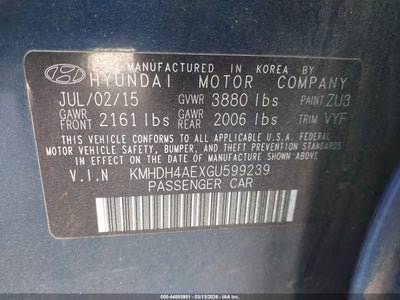 MANUFACTURED IN KOREA BY
HYUNDAI MOTOR COMPANY
JUL/02/15 GVWR 3880 lbs PAINT ZU3
GAWR FRONT 2161 lbs GAWR REAR 2006 lbs TRIM VYF
THIS VEHICLE CONFORMS TO ALL APPLICABLE U.S.A. FEDERAL
MOTOR VEHICLE SAFETY, BUMPER, AND THEFT PREVENTION STANDARDS
IN EFFECT ON THE DATE OF MANUFACTURE SHOWN ABOVE.
V.I.N KMHDH4AEXGU599239
PASSENGER CAR
000-44593951 - 03/13/2026 - IAA Inc.